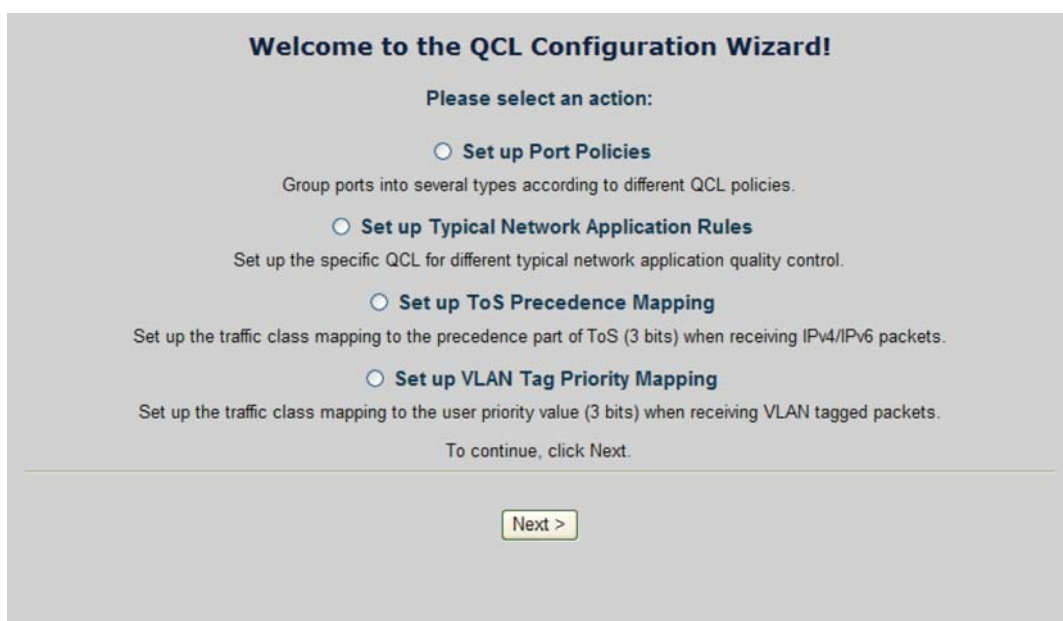 Welcome to the QCL Configuration Wizard!
Please select an action:
Set up Port Policies
Group ports into several types according to different QCL policies.
Set up Typical Network Application Rules
Set up the specific QCL for different typical network application quality control.
Set up ToS Precedence Mapping
Set up the traffic class mapping to the precedence part of ToS (3 bits) when receiving IPv4/IPv6 packets.
Set up VLAN Tag Priority Mapping
Set up the traffic class mapping to the user priority value (3 bits) when receiving VLAN tagged packets.
To continue, click Next.
Next >